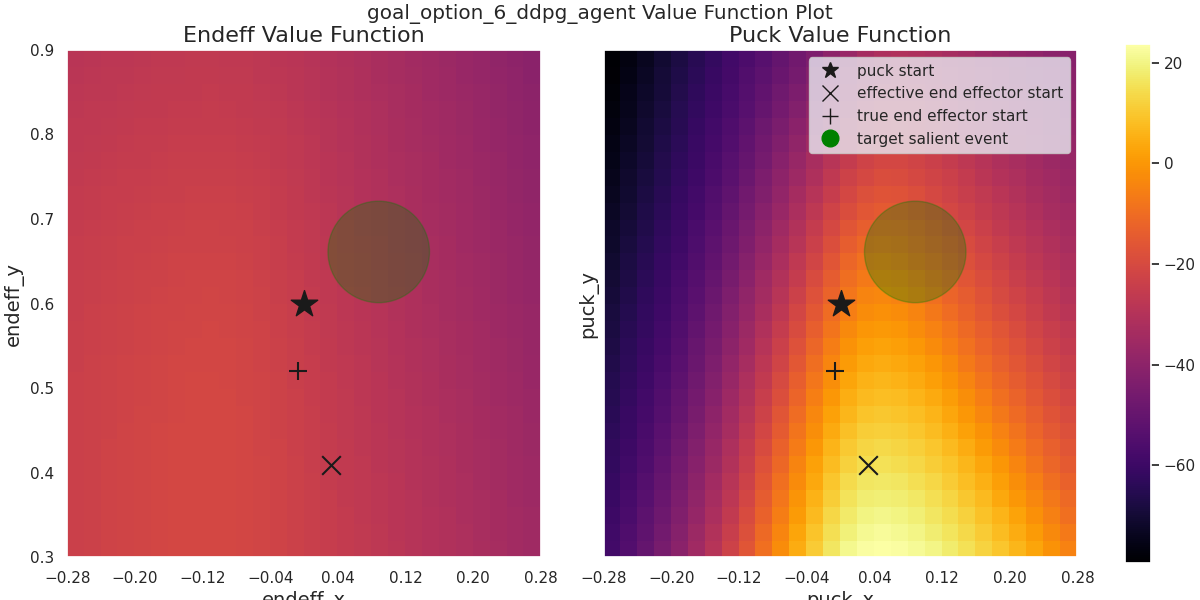 goal_option_6_ddpg_agent Value Function Plot
Endeff Value Function
endeff_y
0.9
0.8
0.7
0.6
0.5
0.4
0.3
−0.28 −0.20 −0.12 −0.04 0.04 0.12 0.20 0.28
endeff_x
Puck Value Function
puck start
effective end effector start
true end effector start
target salient event
puck_y
−0.28 −0.20 −0.12 −0.04 0.04 0.12 0.20 0.28
puck_x
20
0
−20
−40
−60